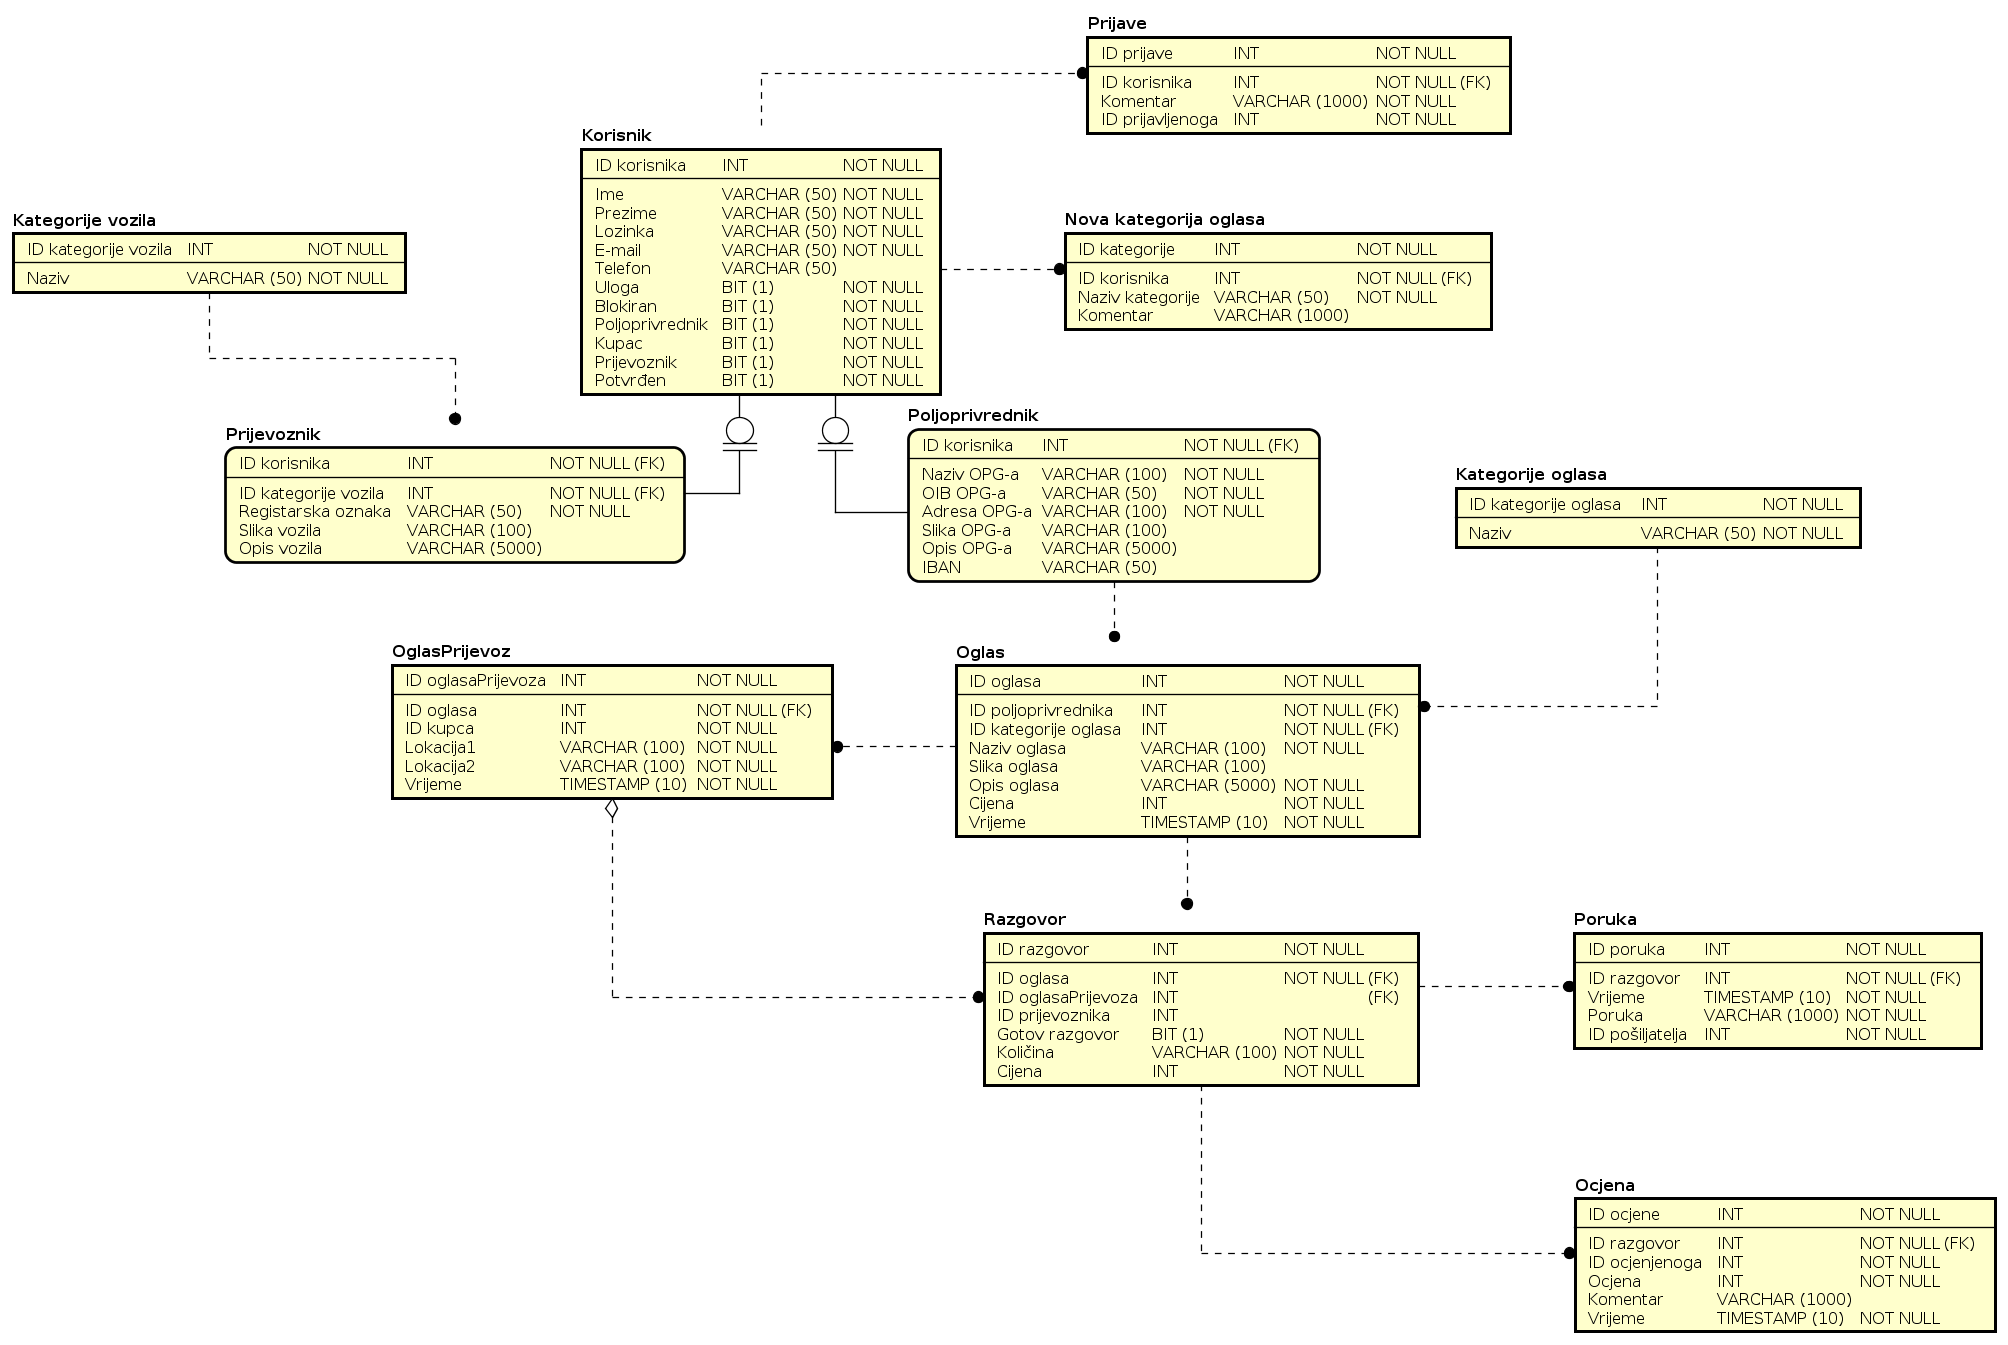 Prijave
ID prijave INT NOT NULL
ID korisnika INT NOT NULL (FK)
Komentar VARCHAR (1000) NOT NULL
ID prijavljenoga INT NOT NULL
Korisnik
ID korisnika INT NOT NULL
Ime VARCHAR (50) NOT NULL
Prezime VARCHAR (50) NOT NULL
Lozinka VARCHAR (50) NOT NULL
E-mail VARCHAR (50) NOT NULL
Telefon VARCHAR (50)
Uloga BIT (1) NOT NULL
Blokiran BIT (1) NOT NULL
Poljoprivrednik BIT (1) NOT NULL
Kupac BIT (1) NOT NULL
Prijevoznik BIT (1) NOT NULL
Potvrđen BIT (1) NOT NULL
Kategorije vozila
ID kategorije vozila INT NOT NULL
Naziv VARCHAR (50) NOT NULL
Nova kategorija oglasa
ID kategorije INT NOT NULL
ID korisnika INT NOT NULL (FK)
Naziv kategorije VARCHAR (50) NOT NULL
Komentar VARCHAR (1000)
Prijevoznik
ID korisnika INT NOT NULL (FK)
ID kategorije vozila INT NOT NULL (FK)
Registarska oznaka VARCHAR (50) NOT NULL
Slika vozila VARCHAR (100)
Opis vozila VARCHAR (5000)
Poljoprivrednik
ID korisnika INT NOT NULL (FK)
Naziv OPG-a VARCHAR (100) NOT NULL
OIB OPG-a VARCHAR (50) NOT NULL
Adresa OPG-a VARCHAR (100) NOT NULL
Slika OPG-a VARCHAR (100)
Opis OPG-a VARCHAR (5000)
IBAN VARCHAR (50)
Kategorije oglasa
ID kategorije oglasa INT NOT NULL
Naziv VARCHAR (50) NOT NULL
OglasPrijevoz
ID oglasaPrijevoza INT NOT NULL
ID oglasa INT NOT NULL (FK)
ID kupca INT NOT NULL
Lokacija1 VARCHAR (100) NOT NULL
Lokacija2 VARCHAR (100) NOT NULL
Vrijeme TIMESTAMP (10) NOT NULL
Oglas
ID oglasa INT NOT NULL
ID poljoprivrednika INT NOT NULL (FK)
ID kategorije oglasa INT NOT NULL (FK)
Naziv oglasa VARCHAR (100) NOT NULL
Slika oglasa VARCHAR (100)
Opis oglasa VARCHAR (5000) NOT NULL
Cijena INT NOT NULL
Vrijeme TIMESTAMP (10) NOT NULL
Razgovor
ID razgovor INT NOT NULL
ID oglasa INT NOT NULL (FK)
ID oglasaPrijevoza INT (FK)
ID prijevoznika INT
Gotov razgovor BIT (1) NOT NULL
Količina VARCHAR (100) NOT NULL
Cijena INT NOT NULL
Poruka
ID poruka INT NOT NULL
ID razgovor INT NOT NULL (FK)
Vrijeme TIMESTAMP (10) NOT NULL
Poruka VARCHAR (1000) NOT NULL
ID pošiljatelja INT NOT NULL
Ocjena
ID ocjene INT NOT NULL
ID razgovor INT NOT NULL (FK)
ID ocjenjenoga INT NOT NULL
Ocjena INT NOT NULL
Komentar VARCHAR (1000)
Vrijeme TIMESTAMP (10) NOT NULL